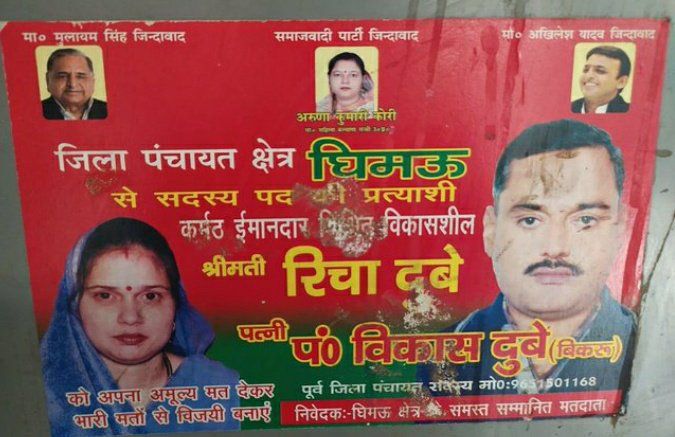 मा० मुलायम सिंह जिन्दावाद
समाजवादी पार्टी जिन्दावाद
मा० अखिलेश यादव जिन्दावाद
अरुणा कुमारी कोरी
जिला पंचायत क्षेत्र घिमऊ
से सदस्य पद की प्रत्याशी
कर्मठ ईमानदार विकासशील
श्रीमती रिचा दुबे
पत्नी पं० विकास दुबे (बिकरू)
को अपना अमूल्य मत देकर
भारी मतों से विजयी बनाएं
पूर्व जिला पंचायत सदस्य मो०:9651501168
निवेदकः-घिमऊ क्षेत्र के समस्त सम्मानित मतदाता